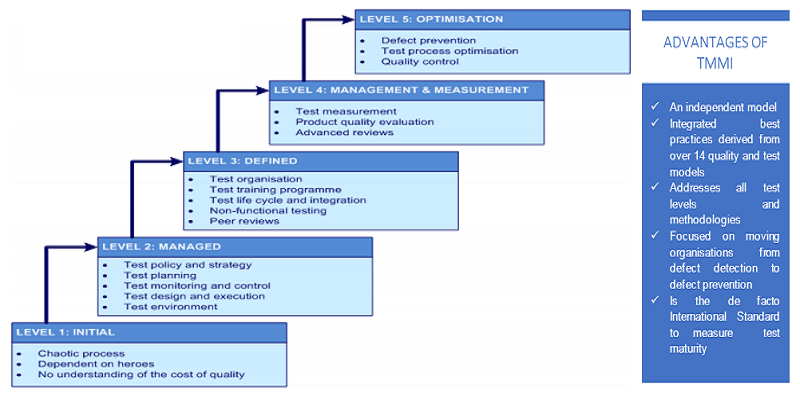 LEVEL 5: OPTIMISATION
• Defect prevention
• Test process optimisation
• Quality control
LEVEL 4: MANAGEMENT & MEASUREMENT
• Test measurement
• Product quality evaluation
• Advanced reviews
LEVEL 3: DEFINED
• Test organisation
• Test training programme
• Test life cycle and integration
• Non-functional testing
• Peer reviews
LEVEL 2: MANAGED
• Test policy and strategy
• Test planning
• Test monitoring and control
• Test design and execution
• Test environment
LEVEL 1: INITIAL
• Chaotic process
• Dependent on heroes
• No understanding of the cost of quality
ADVANTAGES OF
TMMI
✓ An independent model
✓ Integrated best
practices derived from
over 14 quality and test
models
✓ Addresses all test
levels and
methodologies
✓ Focused on moving
organisations from
defect detection to
defect prevention
✓ Is the de facto
International Standard
to measure test
maturity